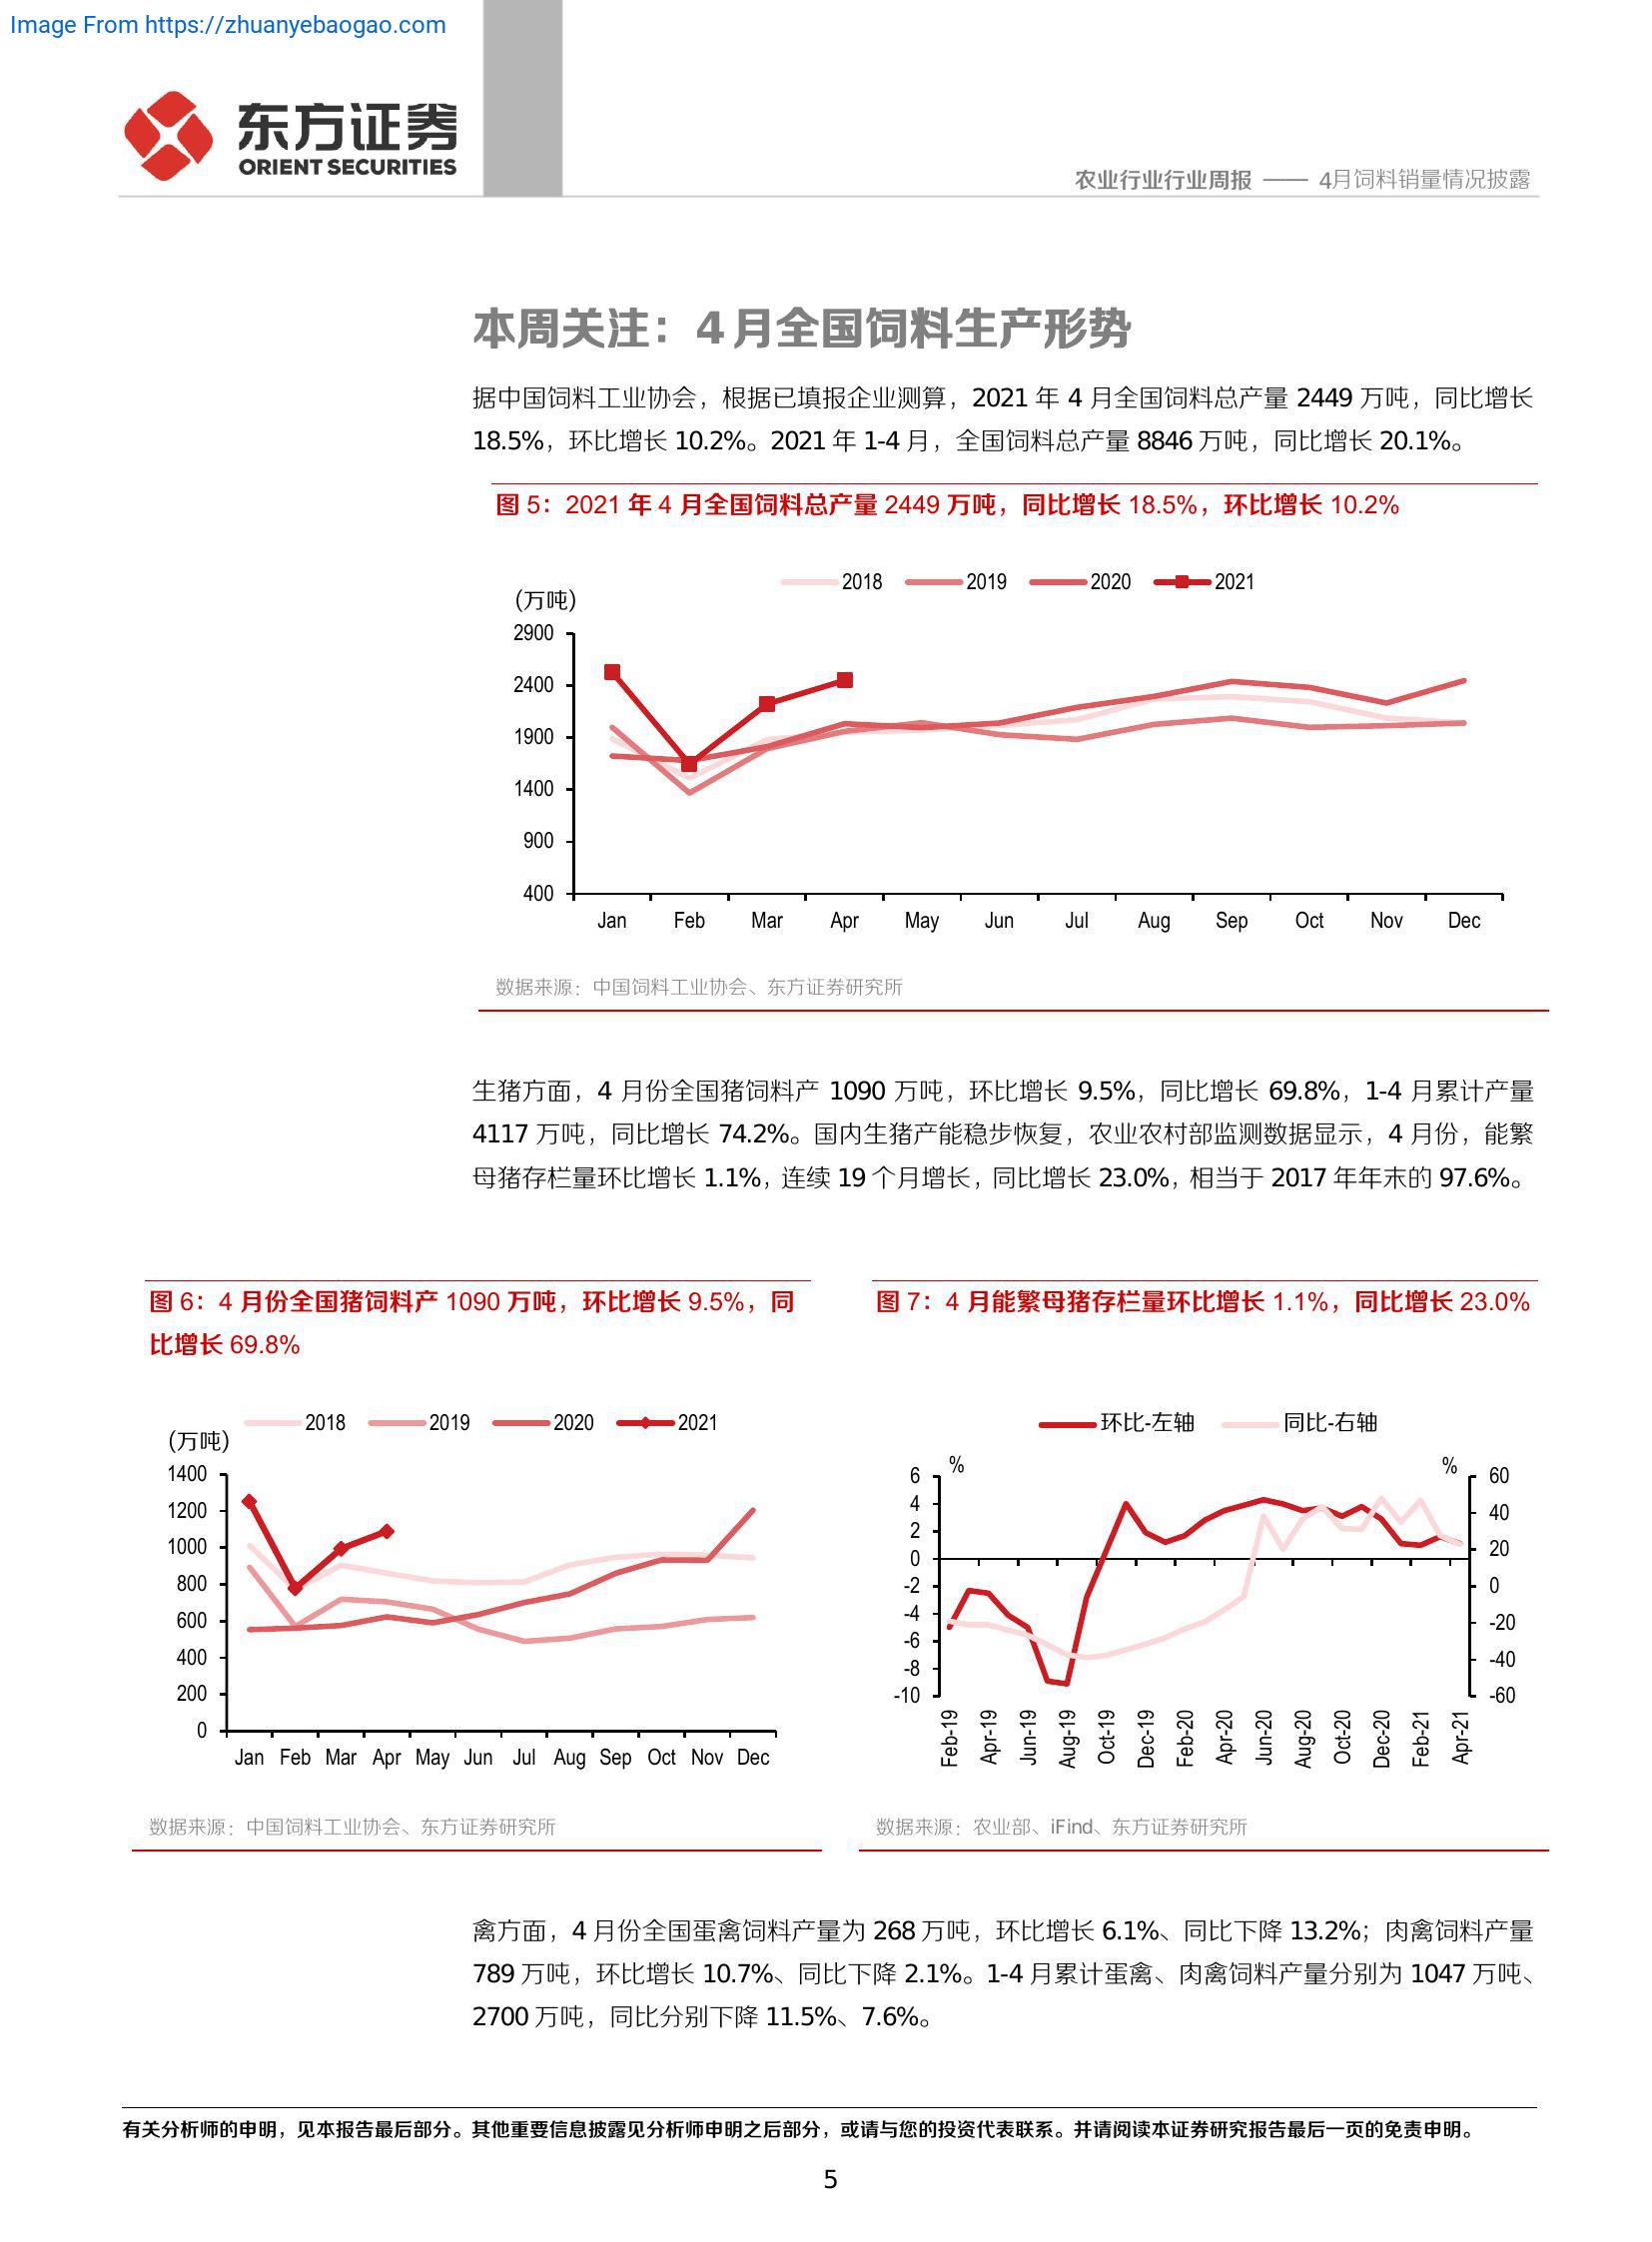 Image From https://zhuanyebaogao.com
东方证券
ORIENT SECURITIES
农业行业行业周报 —— 4月饲料销量情况披露
本周关注：4 月全国饲料生产形势
据中国饲料工业协会，根据已填报企业测算，2021 年 4 月全国饲料总产量 2449 万吨，同比增长
18.5%，环比增长 10.2%。2021 年 1-4 月，全国饲料总产量 8846 万吨，同比增长 20.1%。
图 5：2021 年 4 月全国饲料总产量 2449 万吨，同比增长 18.5%，环比增长 10.2%
2018 2019 2020 2021
(万吨)
2900
2400
1900
1400
900
400
Jan Feb Mar Apr May Jun Jul Aug Sep Oct Nov Dec
数据来源：中国饲料工业协会、东方证券研究所
生猪方面，4 月份全国猪饲料产 1090 万吨，环比增长 9.5%，同比增长 69.8%，1-4 月累计产量
4117 万吨，同比增长 74.2%。国内生猪产能稳步恢复，农业农村部监测数据显示，4 月份，能繁
母猪存栏量环比增长 1.1%，连续 19 个月增长，同比增长 23.0%，相当于 2017 年年末的 97.6%。
图 6：4 月份全国猪饲料产 1090 万吨，环比增长 9.5%，同
比增长 69.8%
2018 2019 2020 2021
(万吨)
1400
1200
1000
800
600
400
200
0
Jan Feb Mar Apr May Jun Jul Aug Sep Oct Nov Dec
数据来源：中国饲料工业协会、东方证券研究所
图 7：4 月能繁母猪存栏量环比增长 1.1%，同比增长 23.0%
环比-左轴 同比-右轴
% %
6 60
4 40
2 20
0 0
-2 -20
-4 -40
-6 -60
-8
-10
Feb-19 Apr-19 Jun-19 Aug-19 Oct-19 Dec-19 Feb-20 Apr-20 Jun-20 Aug-20 Oct-20 Dec-20 Feb-21 Apr-21
数据来源：农业部、iFind、东方证券研究所
禽方面，4 月份全国蛋禽饲料产量为 268 万吨，环比增长 6.1%、同比下降 13.2%；肉禽饲料产量
789 万吨，环比增长 10.7%、同比下降 2.1%。1-4 月累计蛋禽、肉禽饲料产量分别为 1047 万吨、
2700 万吨，同比分别下降 11.5%、7.6%。
有关分析师的申明，见本报告最后部分。其他重要信息披露见分析师申明之后部分，或请与您的投资代表联系。并请阅读本证券研究报告最后一页的免责申明。
5